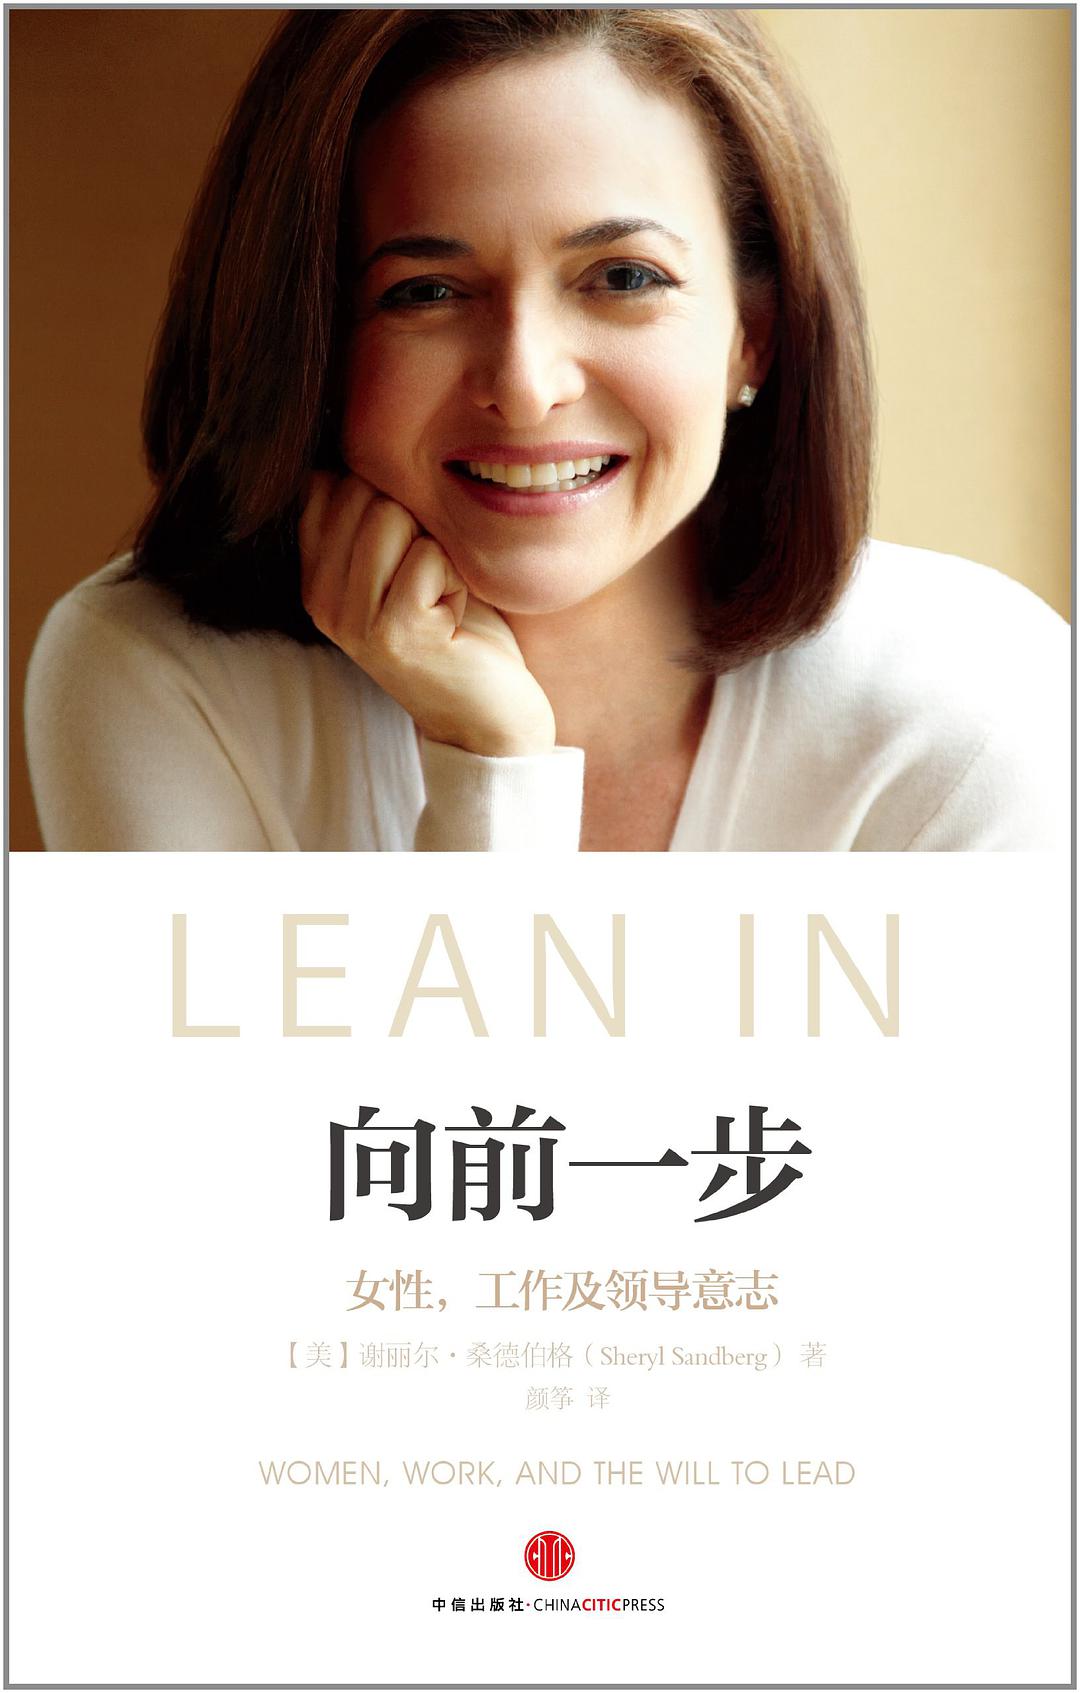 LEAN IN
向前一步
女性，工作及领导意志
【美】谢丽尔·桑德伯格（Sheryl Sandberg）著
颜筝 译
WOMEN, WORK, AND THE WILL TO LEAD
中信出版社·CHINACITICPRESS